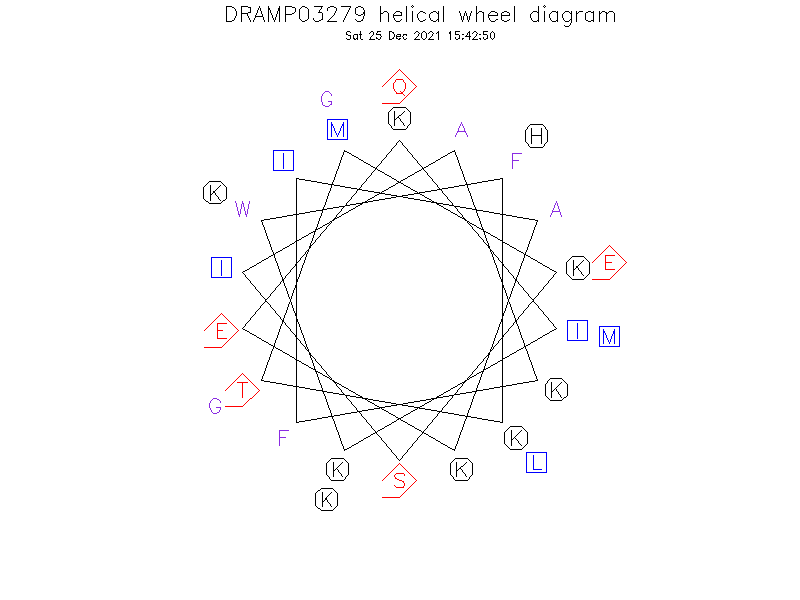 DRAMP03279 helical wheel diagram
Sat 25 Dec 2021 15:42:50
Q
G
K
M
A
H
I
F
K
W
A
I
K
E
E
I
M
T
K
G
F
K
L
K
K
S
K